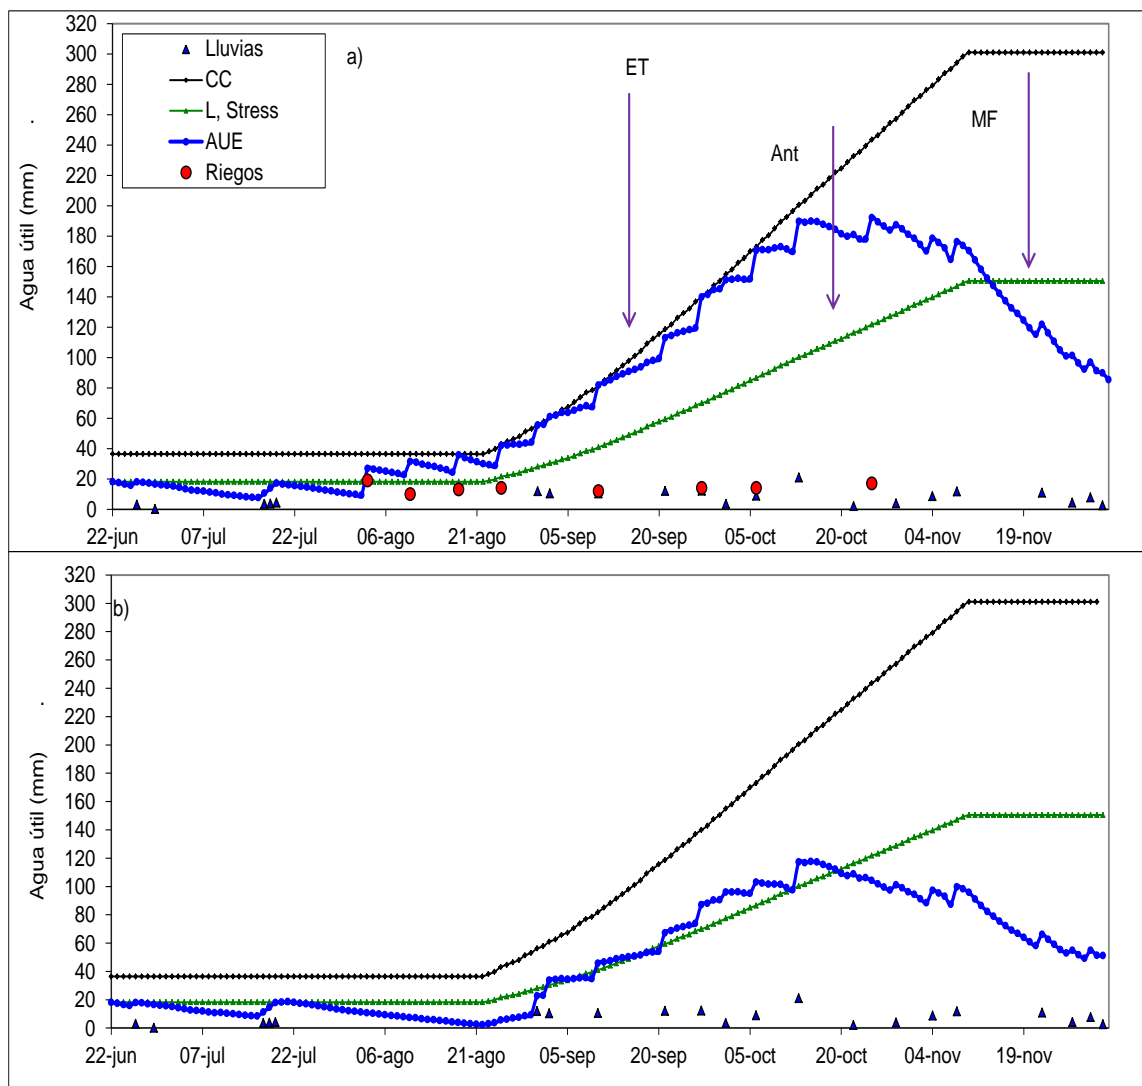 Lluvias
CC
L, Stress
AUE
Riegos
a)
ET
Ant
MF
Agua útil (mm)
.
320
300
280
260
240
220
200
180
160
140
120
100
80
60
40
20
0
22-jun 07-jul 22-jul 06-ago 21-ago 05-sep 20-sep 05-oct 20-oct 04-nov 19-nov
b)
Agua útil (mm)
.
320
300
280
260
240
220
200
180
160
140
120
100
80
60
40
20
0
22-jun 07-jul 22-jul 06-ago 21-ago 05-sep 20-sep 05-oct 20-oct 04-nov 19-nov